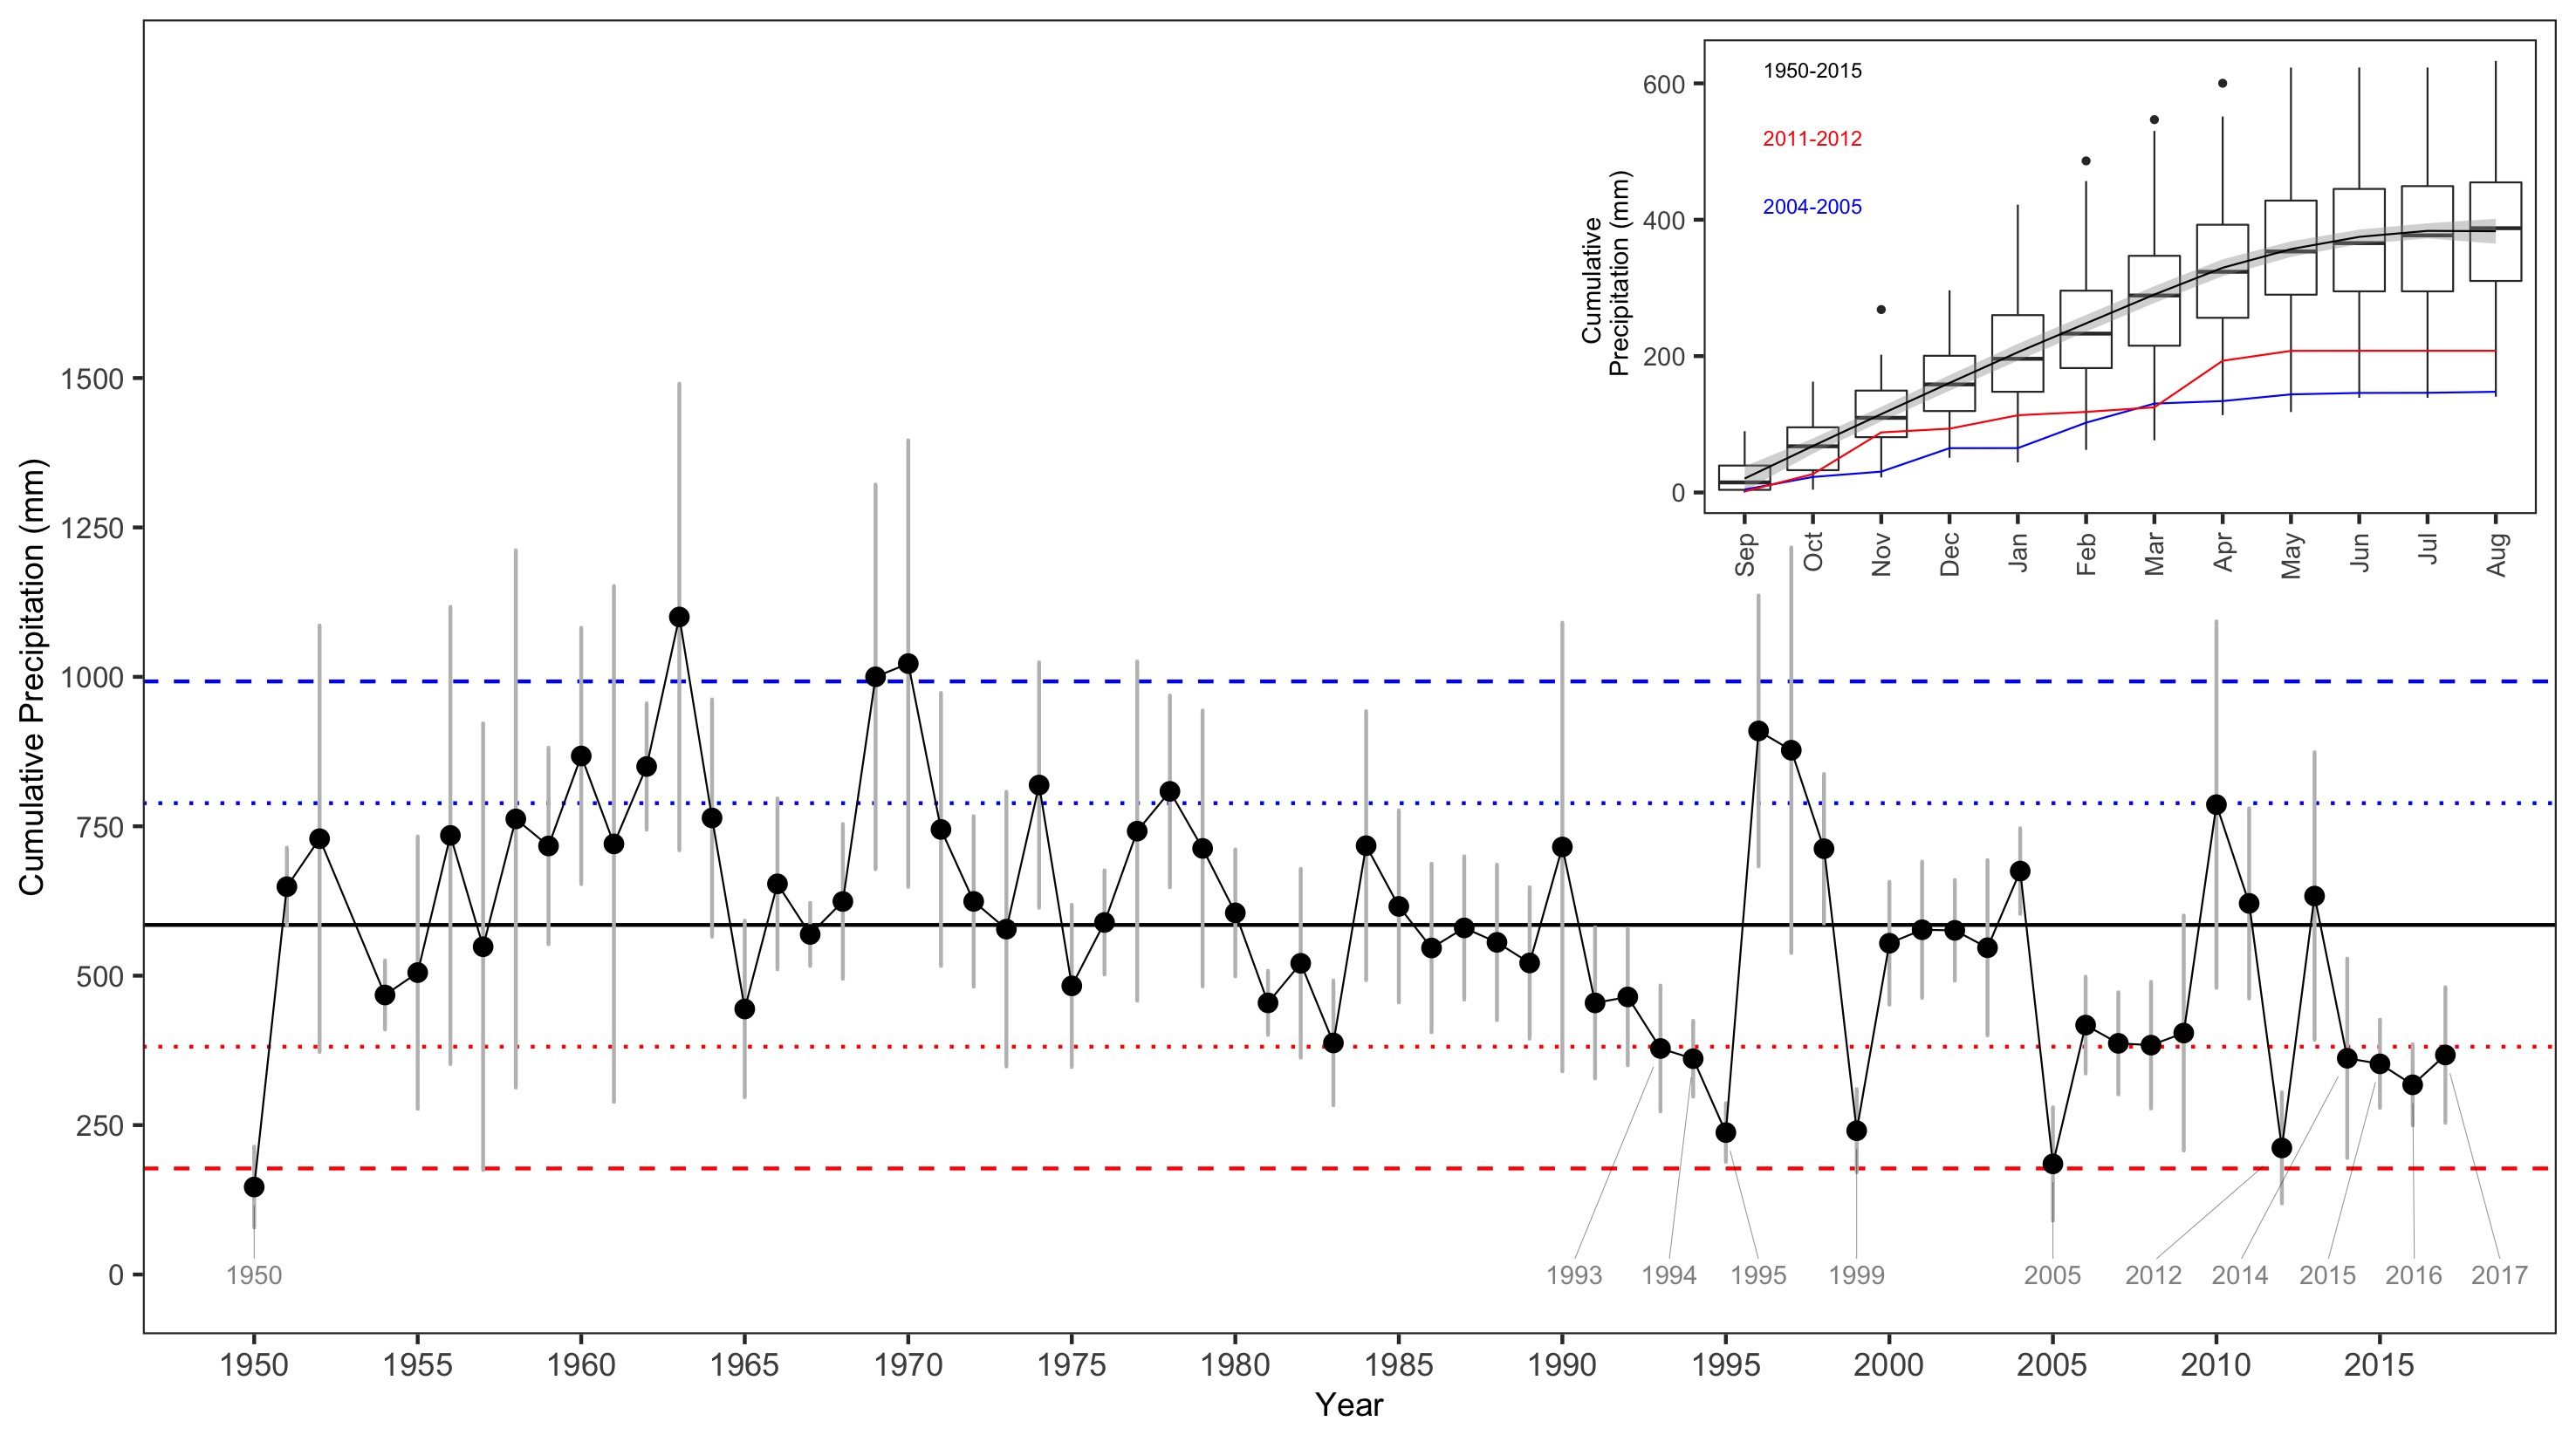 1950-2015
2011-2012
2004-2005
Cumulative
Precipitation (mm)
600
400
200
0
Sep Oct Nov Dec Jan Feb Mar Apr May Jun Jul Aug
Cumulative Precipitation (mm)
1500
1250
1000
750
500
250
0
1950 1993 1994 1995 1999 2005 2012 2014 2015 2016 2017
1950 1955 1960 1965 1970 1975 1980 1985 1990 1995 2000 2005 2010 2015
Year